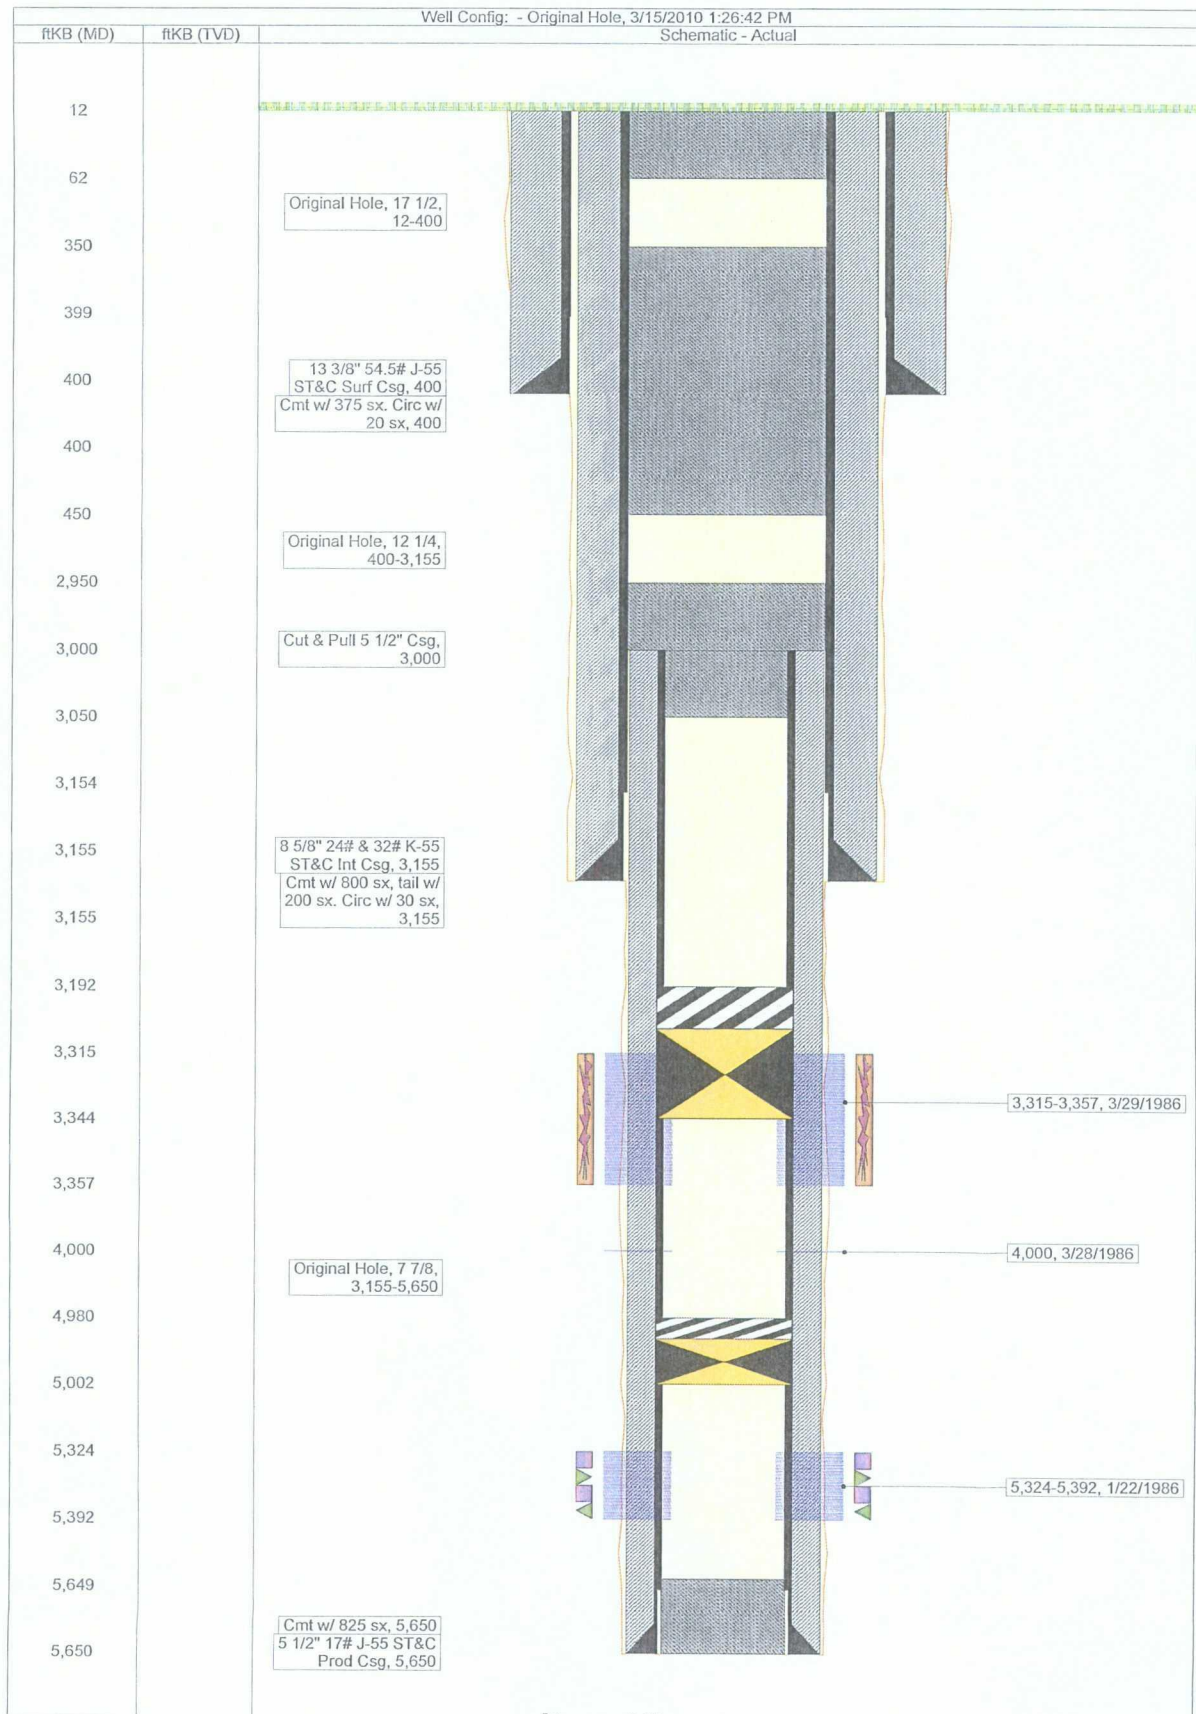 Well Config: - Original Hole, 3/15/2010 1:26:42 PM
ftKB (MD) ftKB (TVD) Schematic - Actual
12
62
Original Hole, 17 1/2,
12-400
350
399
13 3/8" 54.5# J-55
ST&C Surf Csg, 400
400
Cmt w/ 375 sx. Circ w/
20 sx, 400
400
450
Original Hole, 12 1/4,
400-3,155
2,950
Cut & Pull 5 1/2" Csg,
3,000
3,000
3,050
3,154
8 5/8" 24# & 32# K-55
ST&C Int Csg, 3,155
3,155
Cmt w/ 800 sx, tail w/
200 sx. Circ w/ 30 sx,
3,155
3,155
3,192
3,315
3,315-3,357, 3/29/1986
3,344
3,357
4,000
4,000, 3/28/1986
Original Hole, 7 7/8,
3,155-5,650
4,980
5,002
5,324
5,324-5,392, 1/22/1986
5,392
5,649
Cmt w/ 825 sx, 5,650
5 1/2" 17# J-55 ST&C
Prod Csg, 5,650
5,650